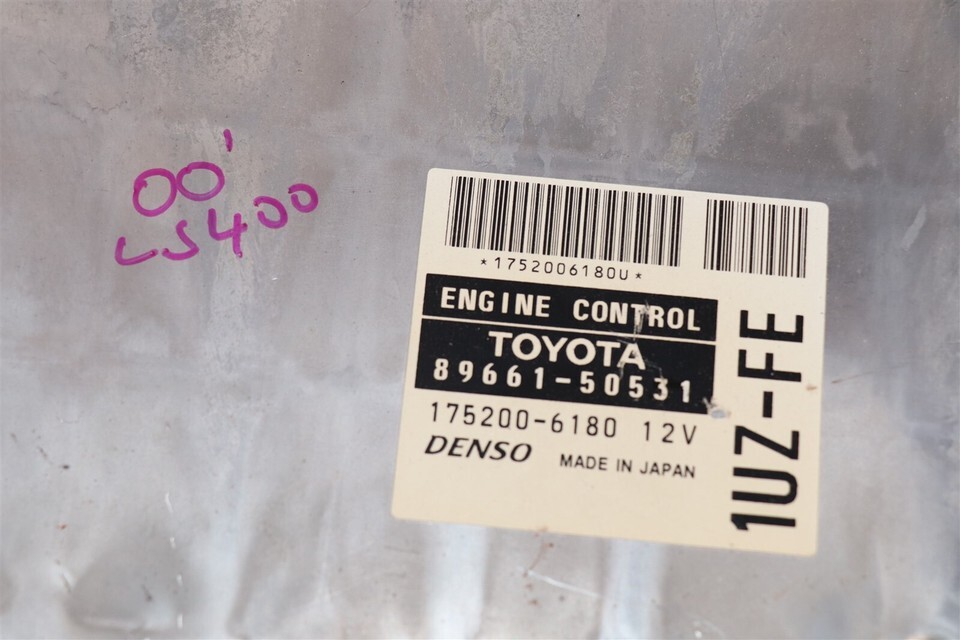 00'
LS400
*1752006180U*
ENGINE CONTROL
TOYOTA
89661-50531
175200-6180 12V
DENSO MADE IN JAPAN
1UZ-FE